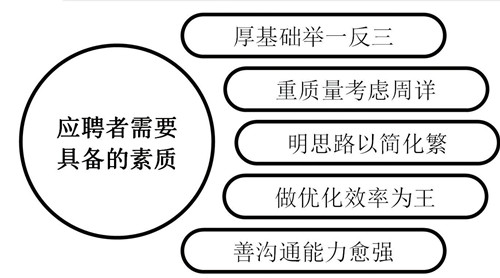 应聘者需要
具备的素质
厚基础举一反三
重质量考虑周详
明思路以简化繁
做优化效率为王
善沟通能力愈强